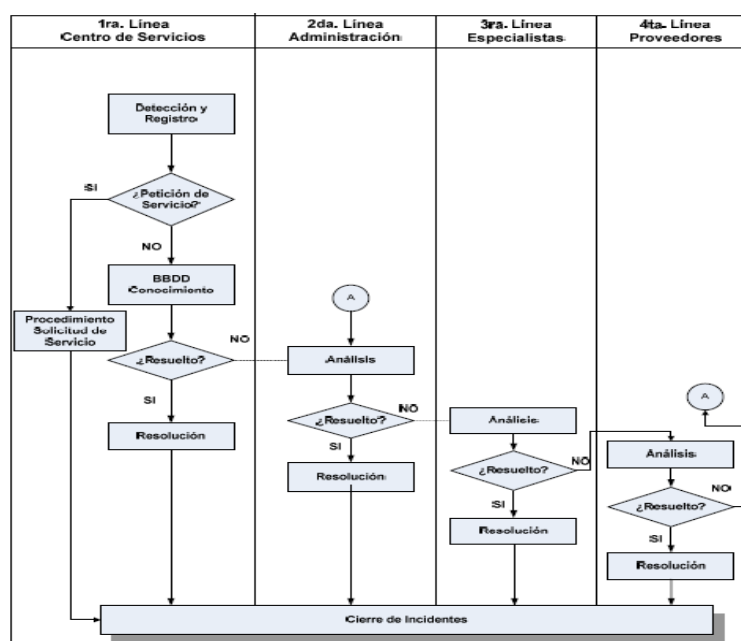 1ra. Línea
Centro de Servicios
2da. Línea
Administración
3ra. Línea
Especialistas
4ta. Línea
Proveedores
Detección y
Registro
SI
¿Petición de
Servicio?
NO
BBDD
Conocimiento
Procedimiento
Solicitud de
Servicio
¿Resuelto?
NO
SI
Resolución
A
Análisis
¿Resuelto?
NO
SI
Resolución
Análisis
¿Resuelto?
NO
SI
Resolución
A
Análisis
¿Resuelto?
NO
SI
Resolución
Cierre de Incidentes